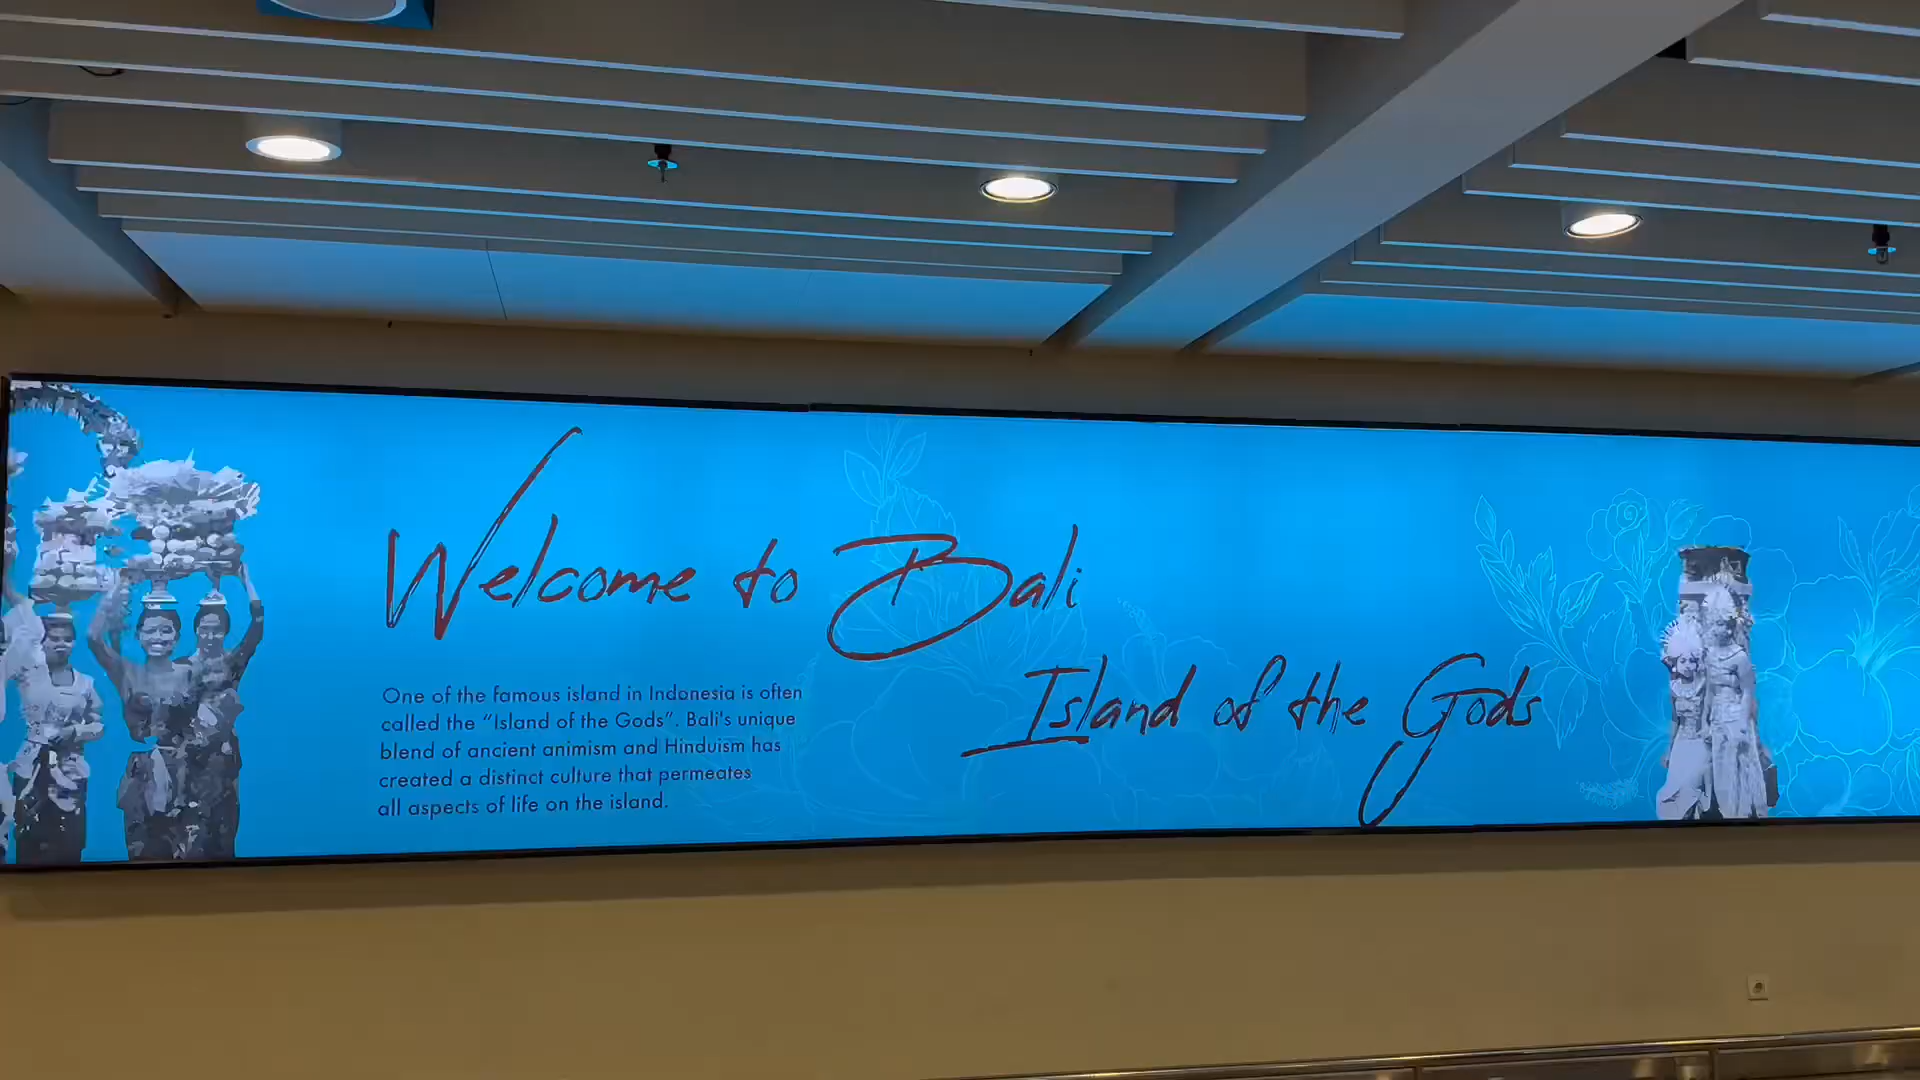 Welcome to Bali
Island of the Gods
One of the famous island in Indonesia is often
called the “Island of the Gods”. Bali's unique
blend of ancient animism and Hinduism has
created a distinct culture that permeates
all aspects of life on the island.